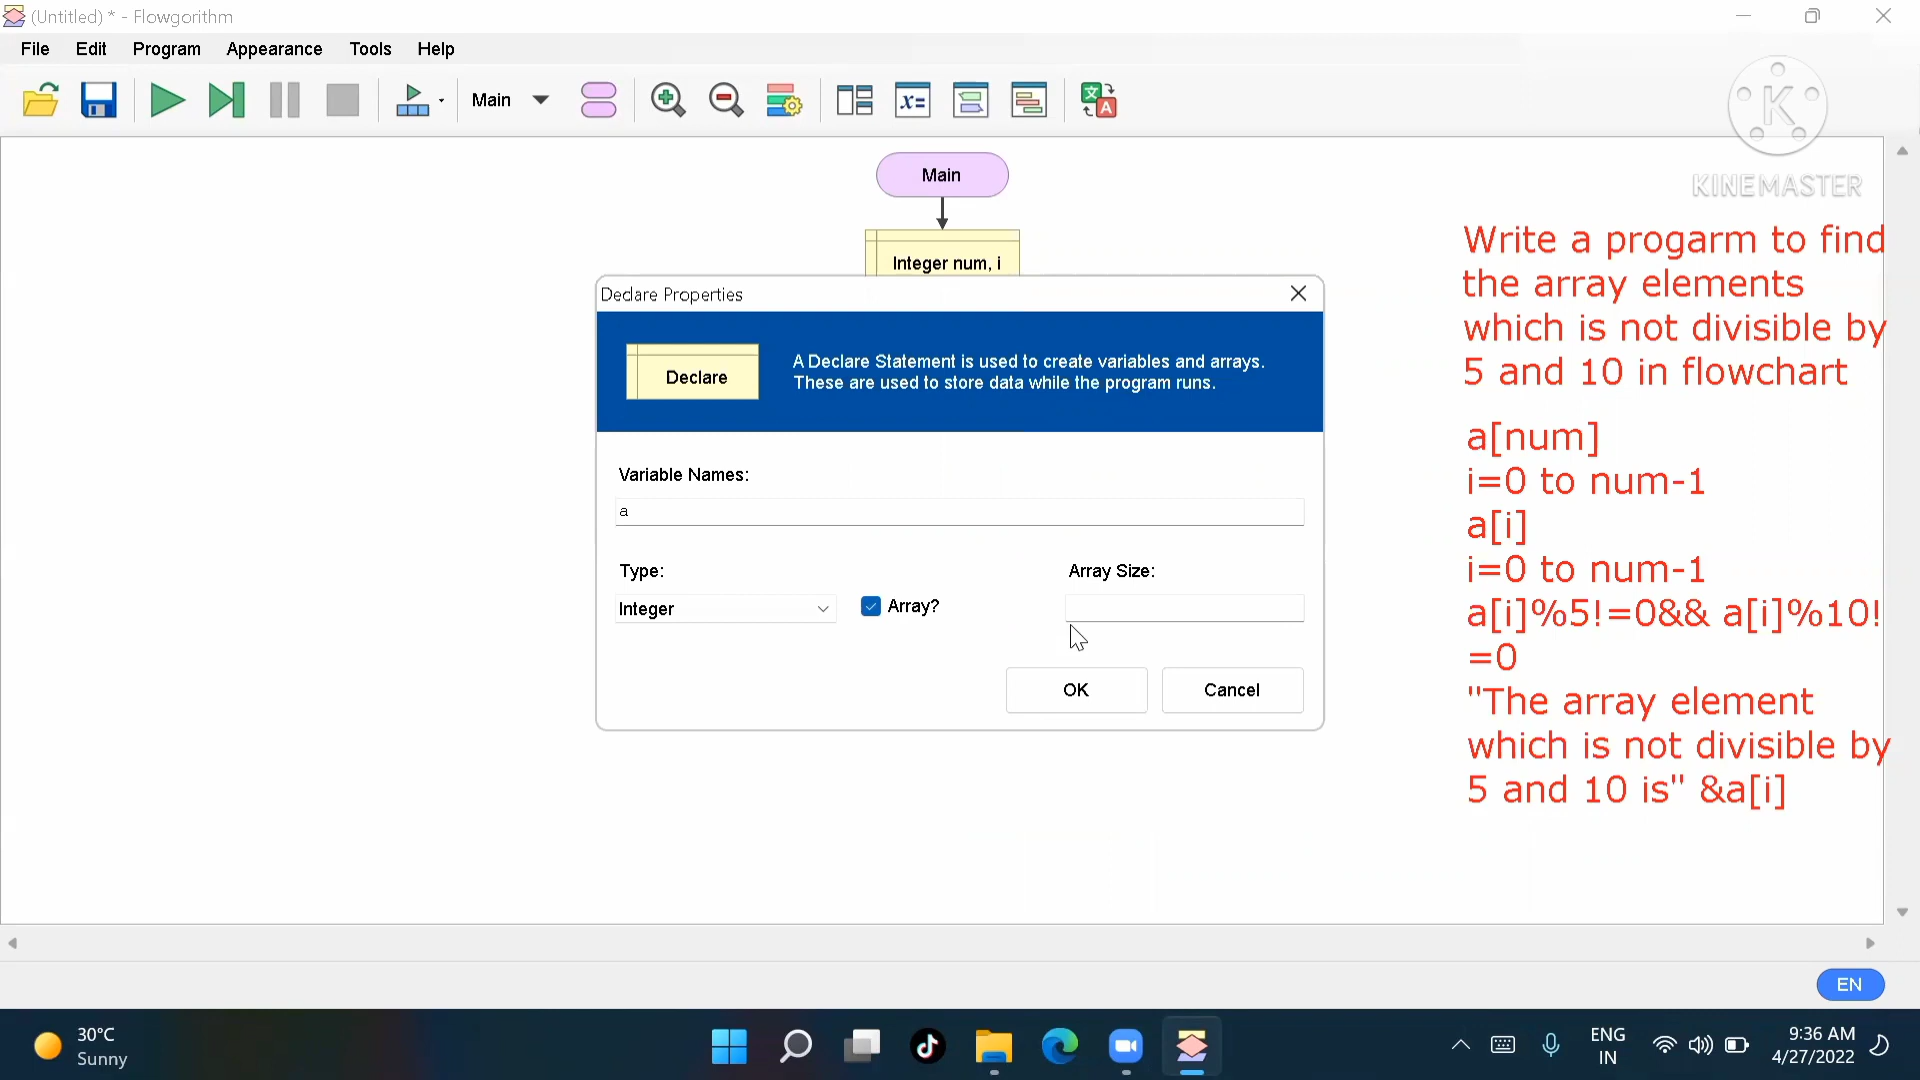 (Untitled) * - Flowgorithm
File Edit Program Appearance Tools Help
Main
K
KINEMASTER
Main
Integer num, i
Declare Properties
Declare
A Declare Statement is used to create variables and arrays.
These are used to store data while the program runs.
Variable Names:
a
Type:
Array Size:
Integer
Array?
OK
Cancel
Write a progarm to find
the array elements
which is not divisible by
5 and 10 in flowchart
a[num]
i=0 to num-1
a[i]
i=0 to num-1
a[i]%5!=0&& a[i]%10!
=0
"The array element
which is not divisible by
5 and 10 is" &a[i]
EN
30°C
Sunny
ENG
IN
9:36 AM
4/27/2022